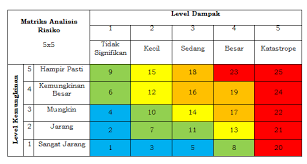 Matriks Analisis Risiko
5x5
Level Dampak
1 2 3 4 5
Tidak Signifikan Kecil Sedang Besar Katastrope
Level Kemungkinan
5 Hampir Pasti 9 15 18 23 25
4 Kemungkinan Besar 6 12 16 19 24
3 Mungkin 4 10 14 17 22
2 Jarang 2 7 11 13 21
1 Sangat Jarang 1 3 5 8 20